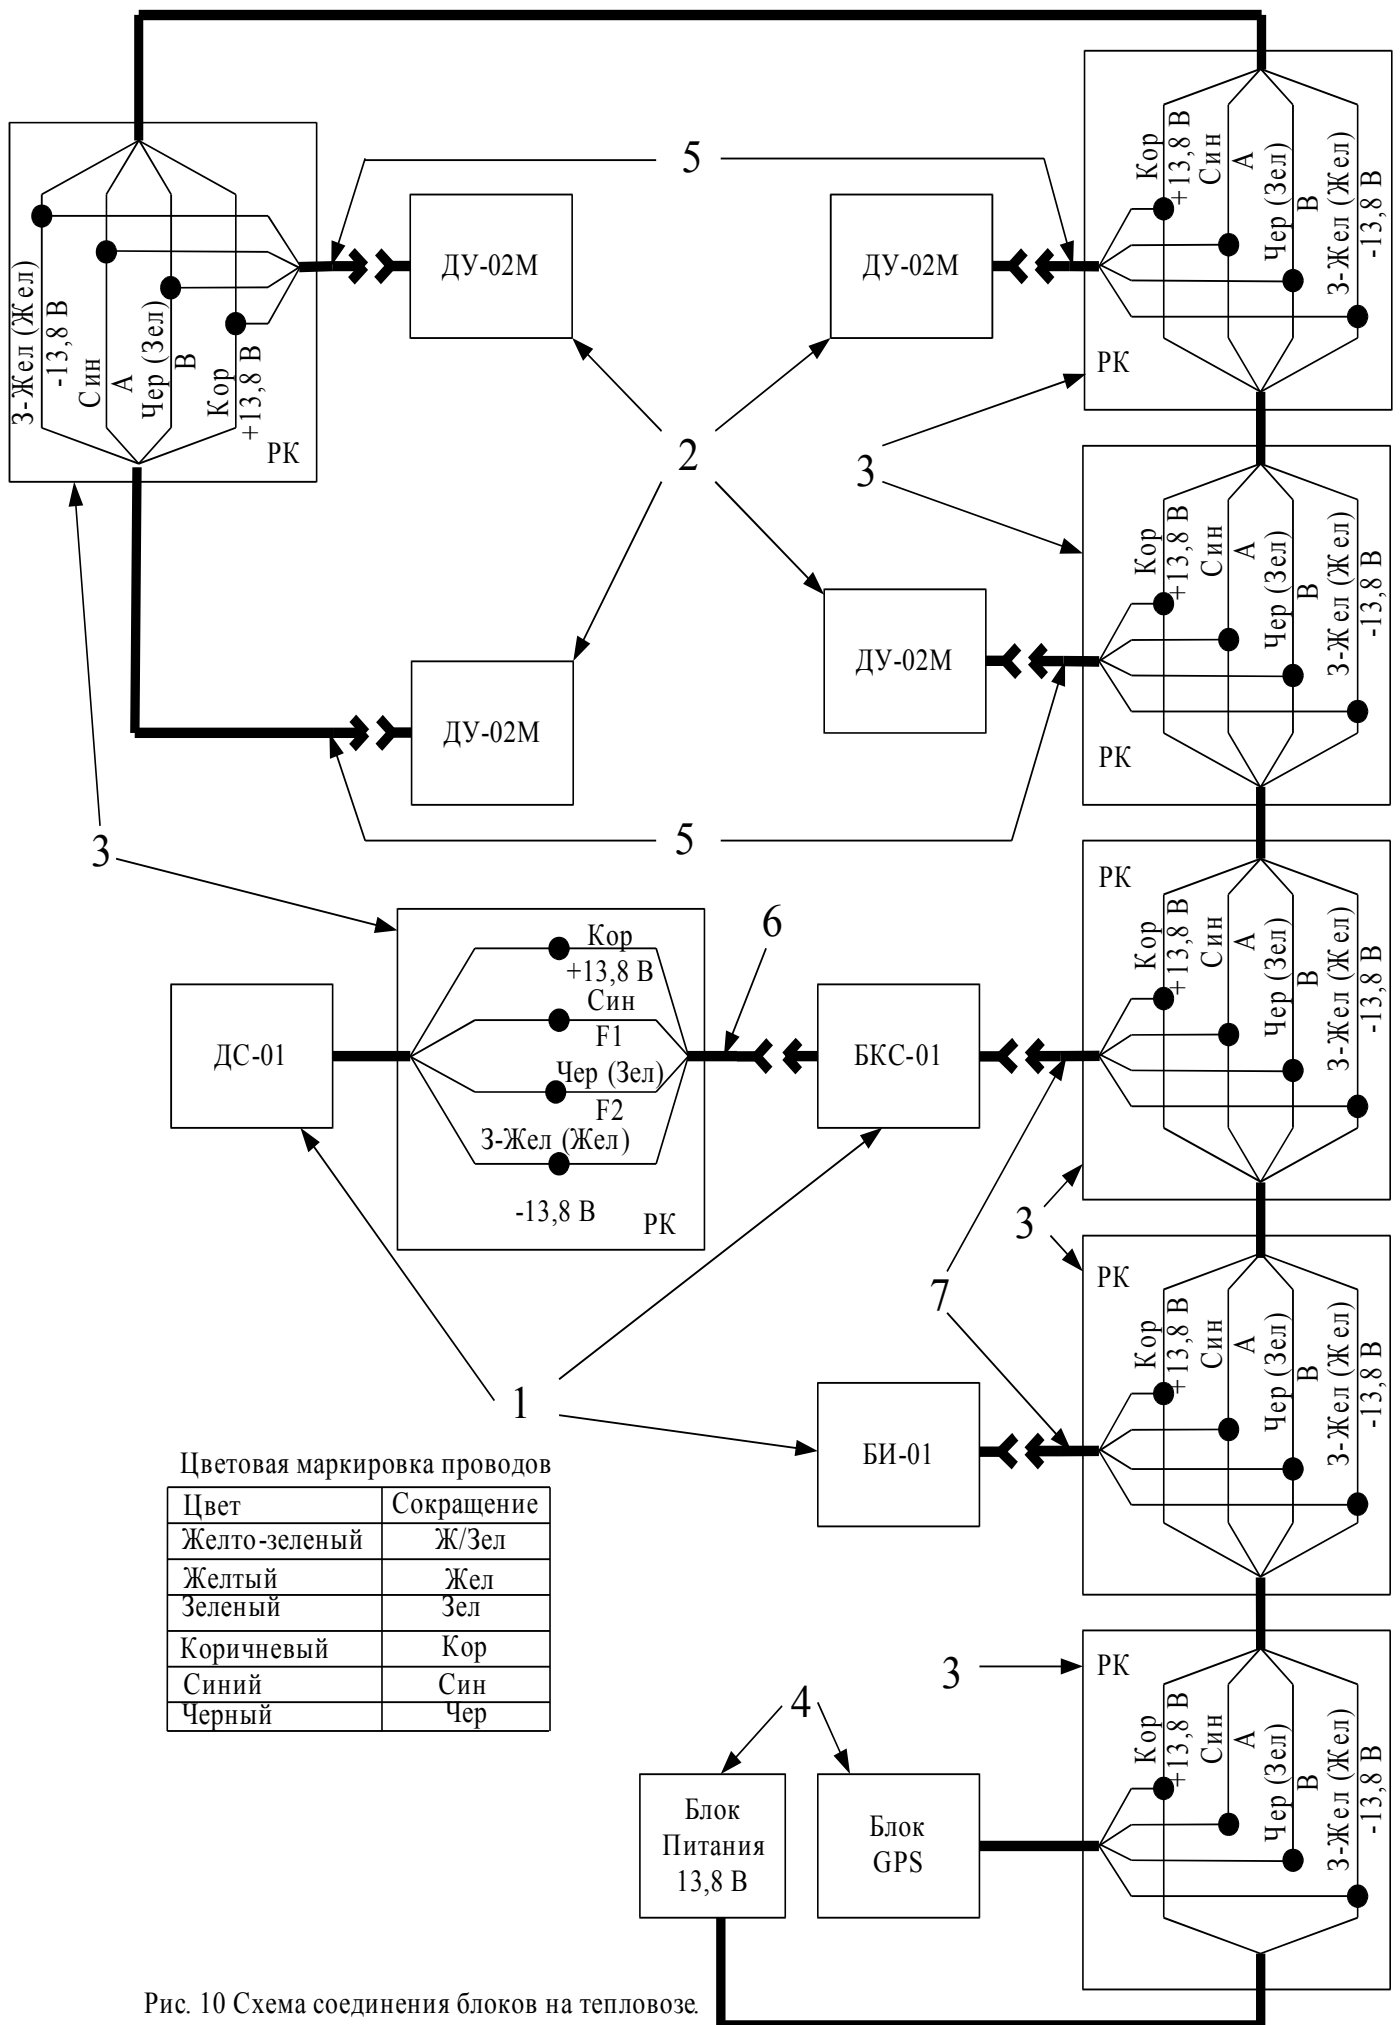 5
Кор
+13,8 В
Син
А
Чер (Зел)
В
З-Жел (Жел)
-13,8 В
РК
ДУ-02М
ДУ-02М
З-Жел (Жел)
-13,8 В
Син
А
Чер (Зел)
В
Кор
+13,8 В
РК
2
3
Кор
+13,8 В
Син
А
Чер (Зел)
В
З-Жел (Жел)
-13,8 В
РК
ДУ-02М
ДУ-02М
5
3
РК
Кор
+13,8 В
Син
А
Чер (Зел)
В
З-Жел (Жел)
-13,8 В
6
Кор
+13,8 В
Син
F1
Чер (Зел)
F2
З-Жел (Жел)
-13,8 В
РК
ДС-01
БКС-01
3
7
РК
Кор
+13,8 В
Син
А
Чер (Зел)
В
З-Жел (Жел)
-13,8 В
1
БИ-01
Цветовая маркировка проводов
Цвет Сокращение
Желто-зеленый Ж/Зел
Желтый Жел
Зеленый Зел
Коричневый Кор
Синий Син
Черный Чер
3
РК
Кор
+13,8 В
Син
А
Чер (Зел)
В
З-Жел (Жел)
-13,8 В
4
Блок
Питания
13,8 В
Блок
GPS
Рис. 10 Схема соединения блоков на тепловозе.